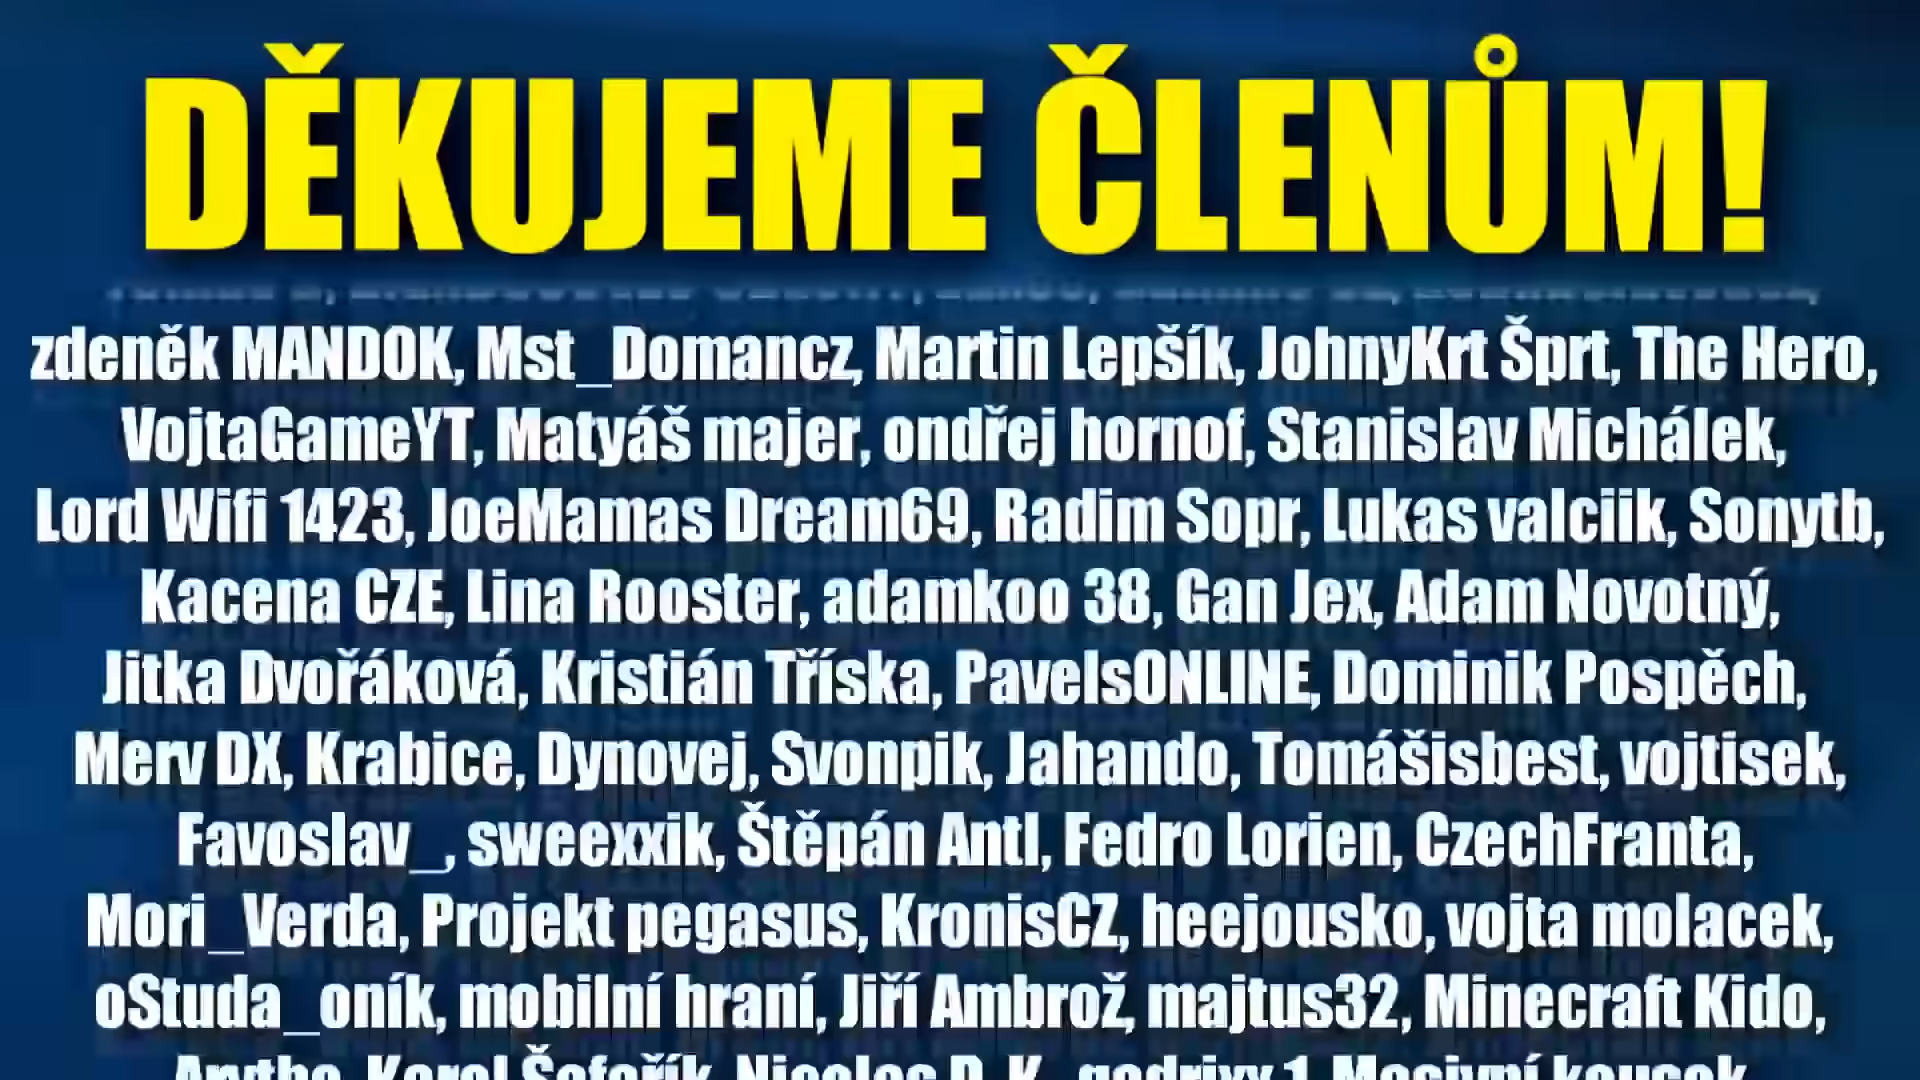 DĚKUJEME ČLENŮM!
zdeněk MANDOK, Mst_Domancz, Martin Lepšík, JohnyKrt Šprt, The Hero,
VojtaGameYT, Matyáš majer, ondřej hornof, Stanislav Michálek,
Lord Wifi 1423, JoeMamas Dream69, Radim Sopr, Lukas valciik, Sonytb,
Kacena CZE, Lina Rooster, adamkoo 38, Gan Jex, Adam Novotný,
Jitka Dvořáková, Kristián Tříska, PavelsONLINE, Dominik Pospěch,
Merv DX, Krabice, Dynovej, Svonpik, Jahando, Tomášisbest, vojtisek,
Favoslav_, sweexxik, Štěpán Antl, Fedro Lorien, CzechFranta,
Mori_Verda, Projekt pegasus, KronisCZ, heejousko, vojta molacek,
oStuda_oník, mobilní hraní, Jiří Ambrož, majtus32, Minecraft Kido,
Karel Šafařík,